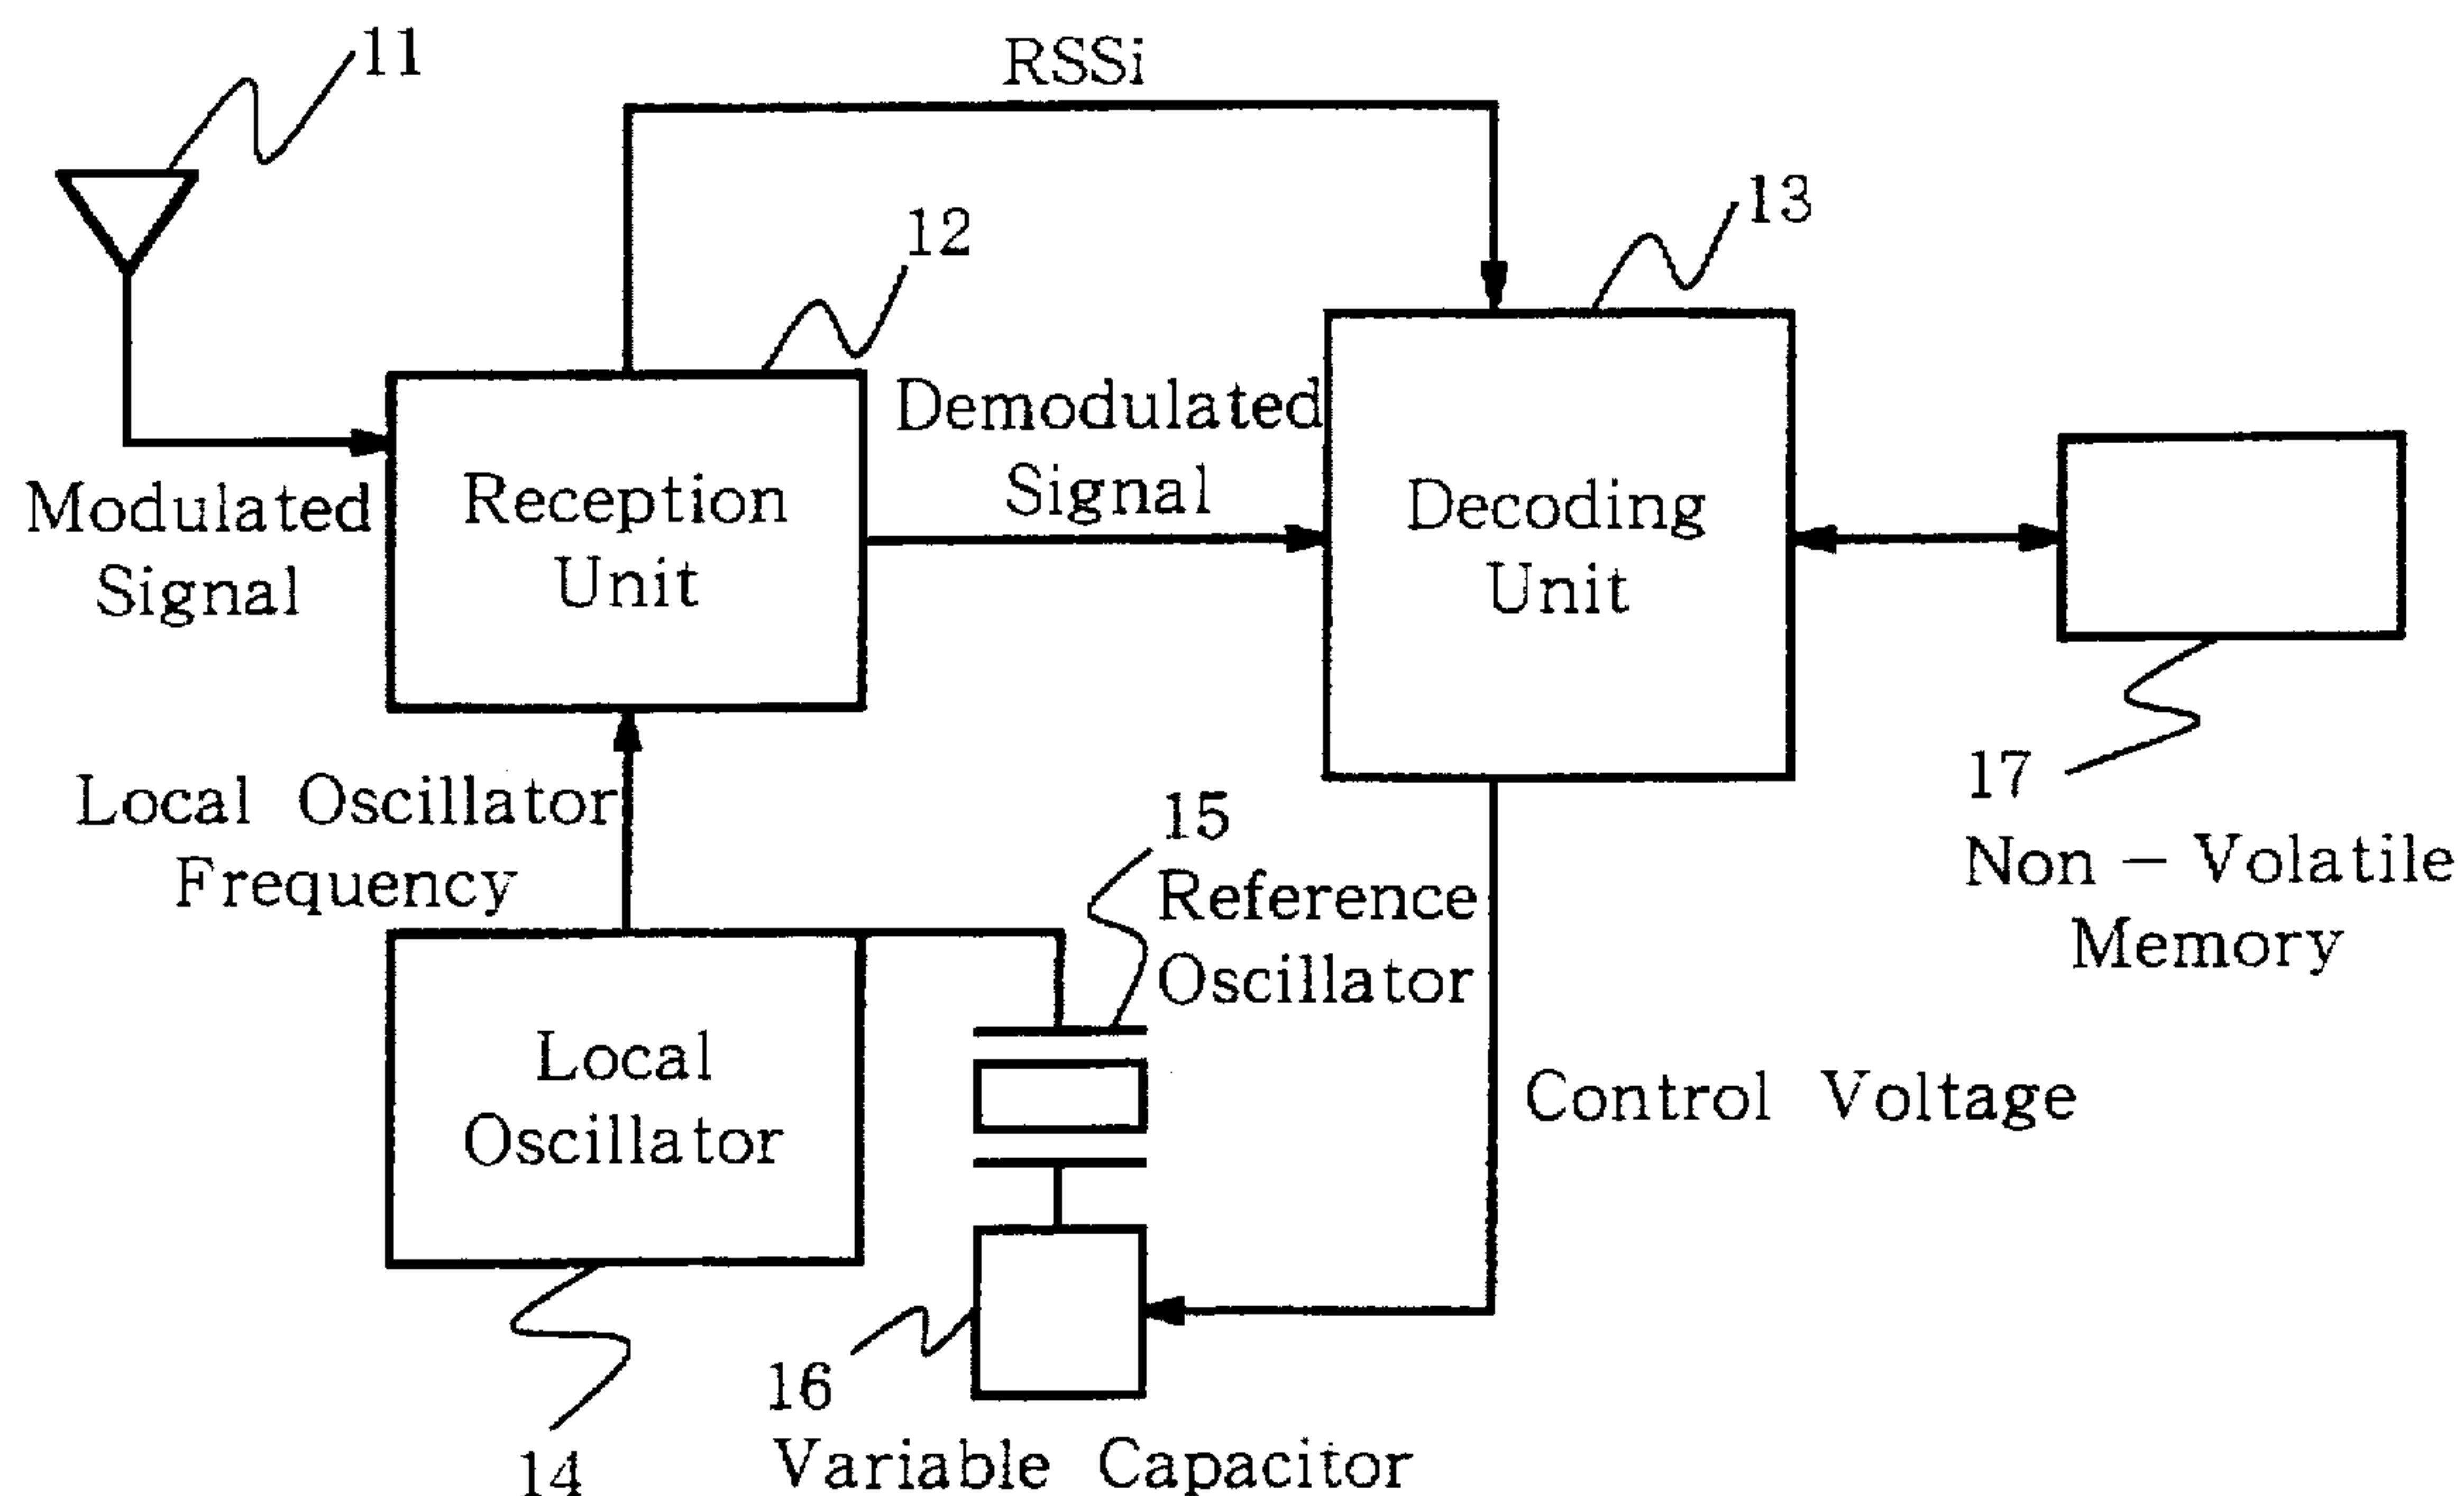 11
RSSi
12
13
Modulated
Signal
Reception
Unit
Demodulated
Signal
Decoding
Unit
Local Oscillator
Frequency
15
Reference
Oscillator
17
Non - Volatile
Memory
Local
Oscillator
Control Voltage
16
Variable Capacitor
14